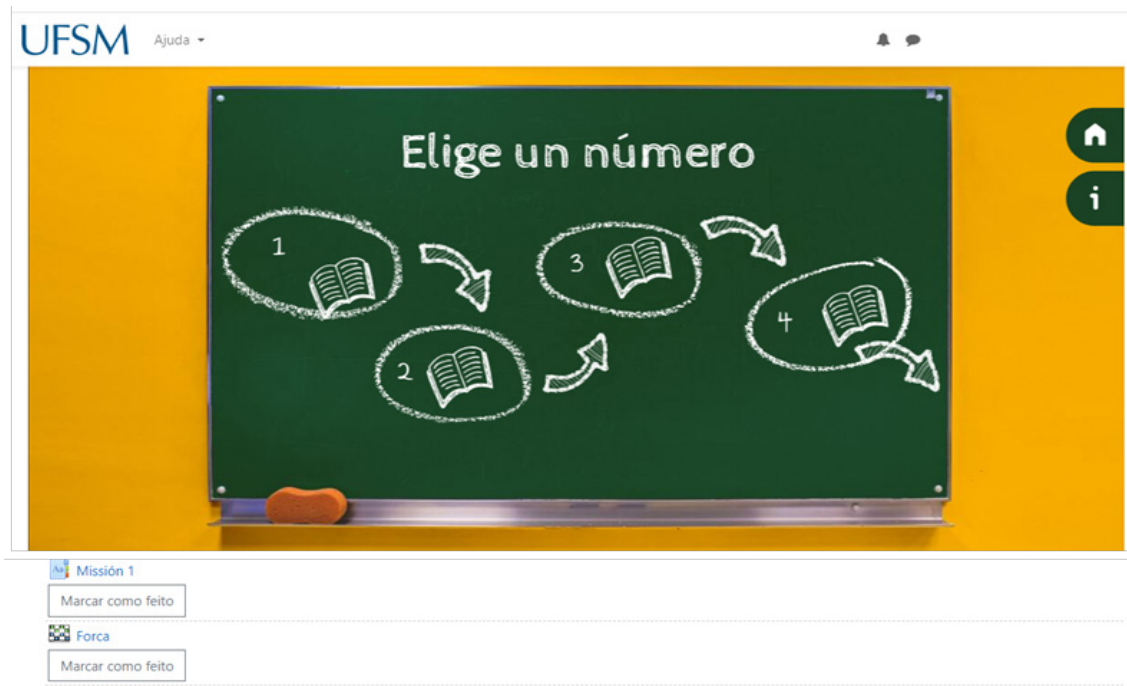 UFSM Ajuda
Elige un número
1
2
3
4
i
Missión 1
Marcar como feito
Forca
Marcar como feito